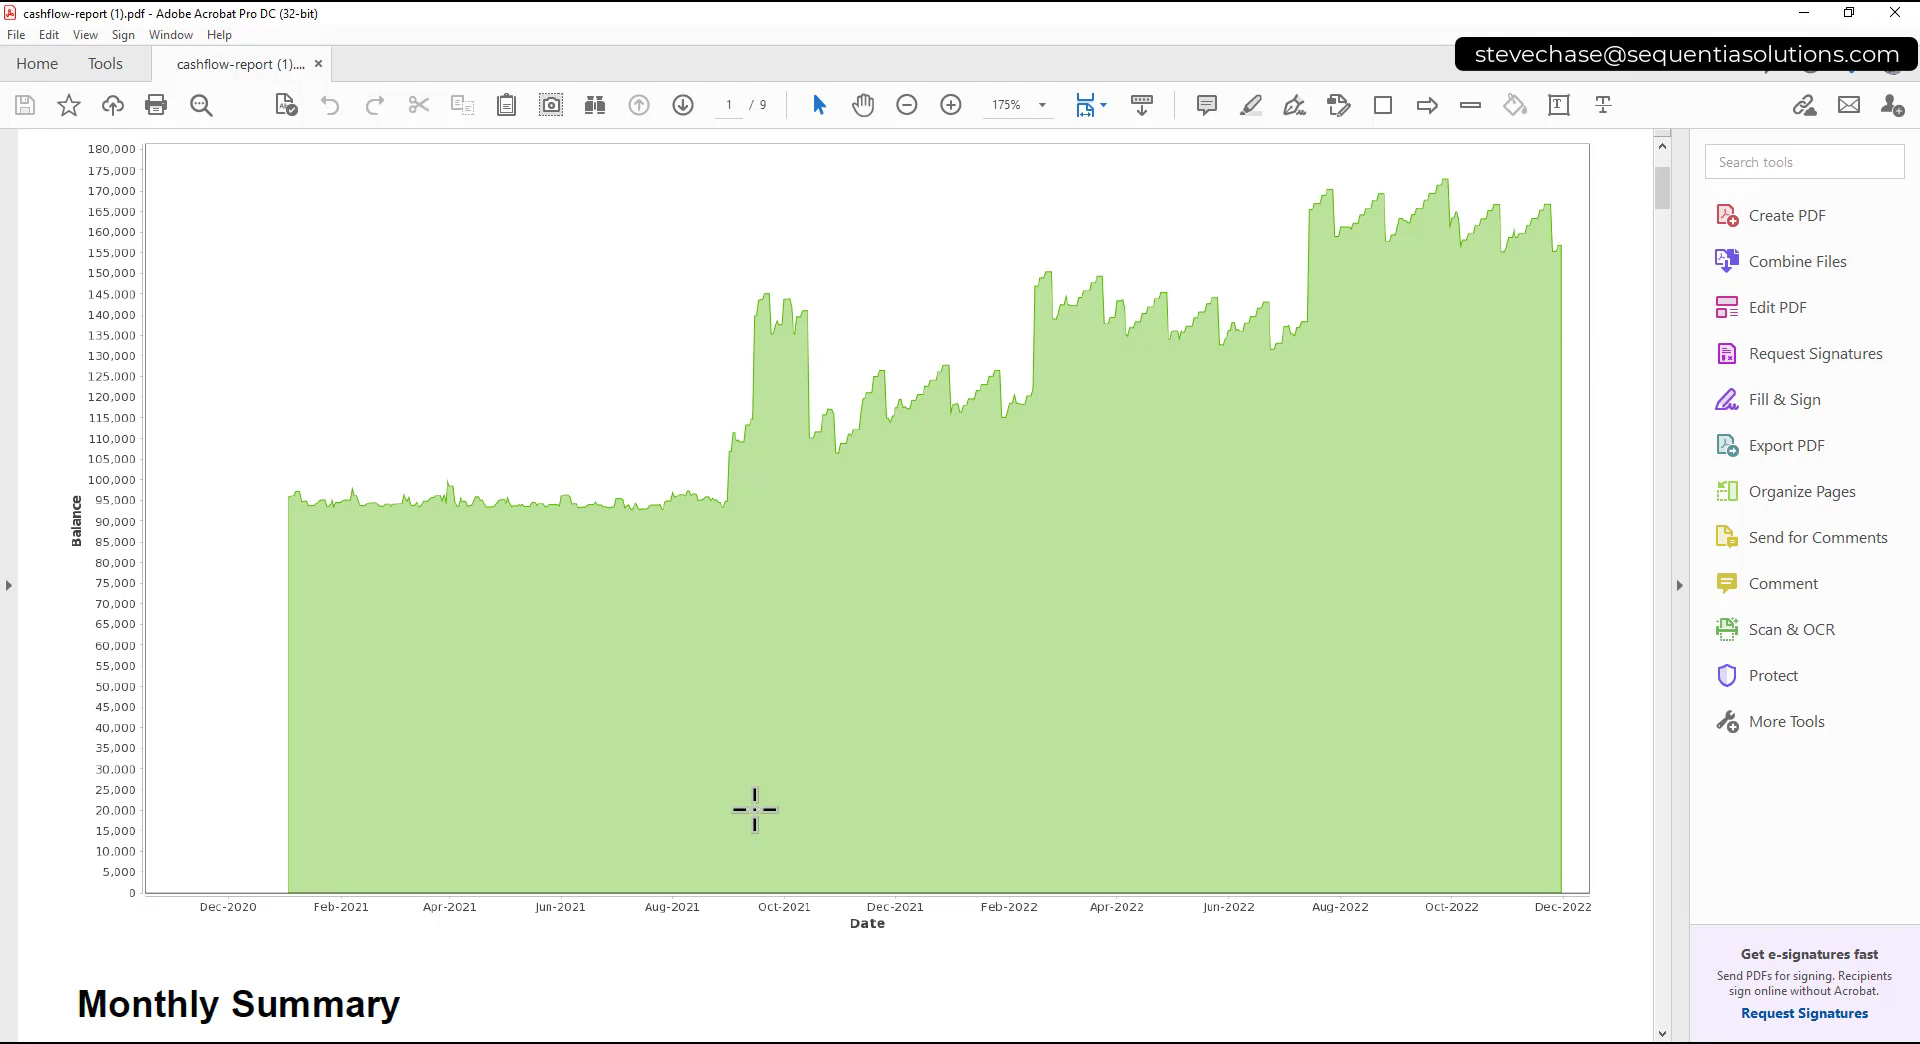 cashflow-report (1).pdf - Adobe Acrobat Pro DC (32-bit)
File Edit View Sign Window Help
Home Tools cashflow-report (1).... ×
stevechase@sequentiasolutions.com
1 / 9 175%
180,000
175,000
170,000
165,000
160,000
155,000
150,000
145,000
140,000
135,000
130,000
125,000
120,000
115,000
110,000
105,000
100,000
95,000
90,000
85,000
80,000
75,000
70,000
65,000
60,000
55,000
50,000
45,000
40,000
35,000
30,000
25,000
20,000
15,000
10,000
5,000
0
Balance
Dec-2020 Feb-2021 Apr-2021 Jun-2021 Aug-2021 Oct-2021 Dec-2021 Feb-2022 Apr-2022 Jun-2022 Aug-2022 Oct-2022 Dec-2022
Date
Monthly Summary
Search tools
Create PDF
Combine Files
Edit PDF
Request Signatures
Fill & Sign
Export PDF
Organize Pages
Send for Comments
Comment
Scan & OCR
Protect
More Tools
Get e-signatures fast
Send PDFs for signing. Recipients
sign online without Acrobat.
Request Signatures